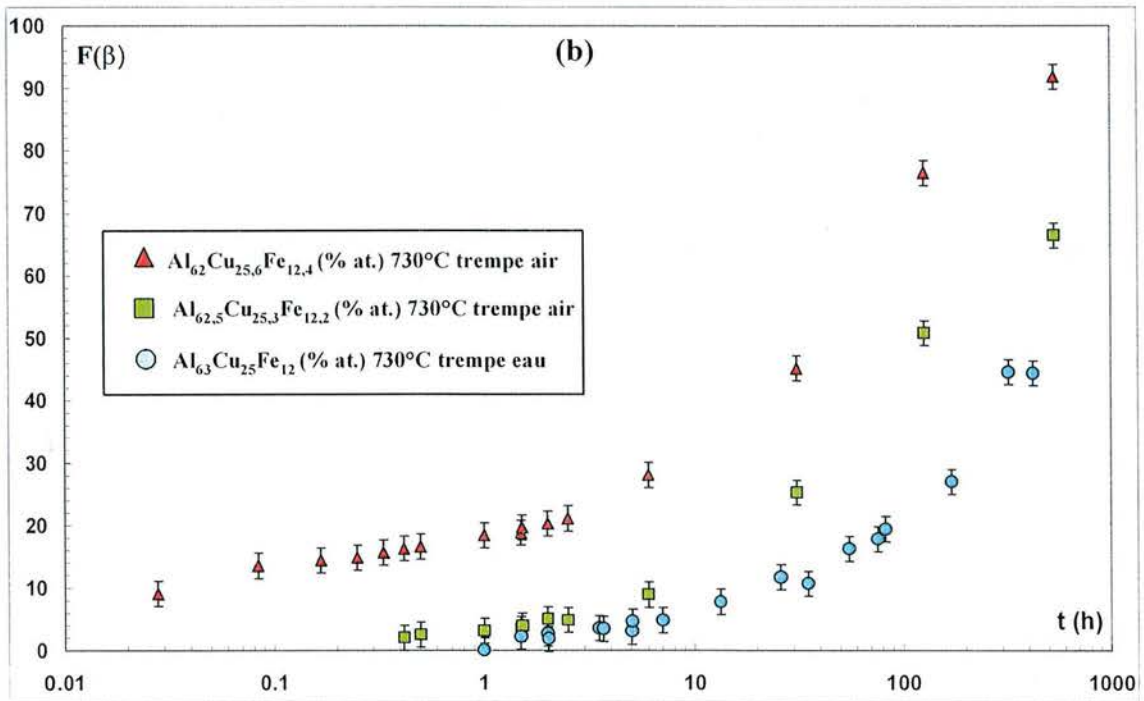 100
F(β)
(b)
90
80
70
60
50
40
30
20
10
0
Al62Cu25,6Fe12,4 (% at.) 730°C trempe air
Al62,5Cu25,3Fe12,2 (% at.) 730°C trempe air
Al63Cu25Fe12 (% at.) 730°C trempe eau
t (h)
0.01 0.1 1 10 100 1000